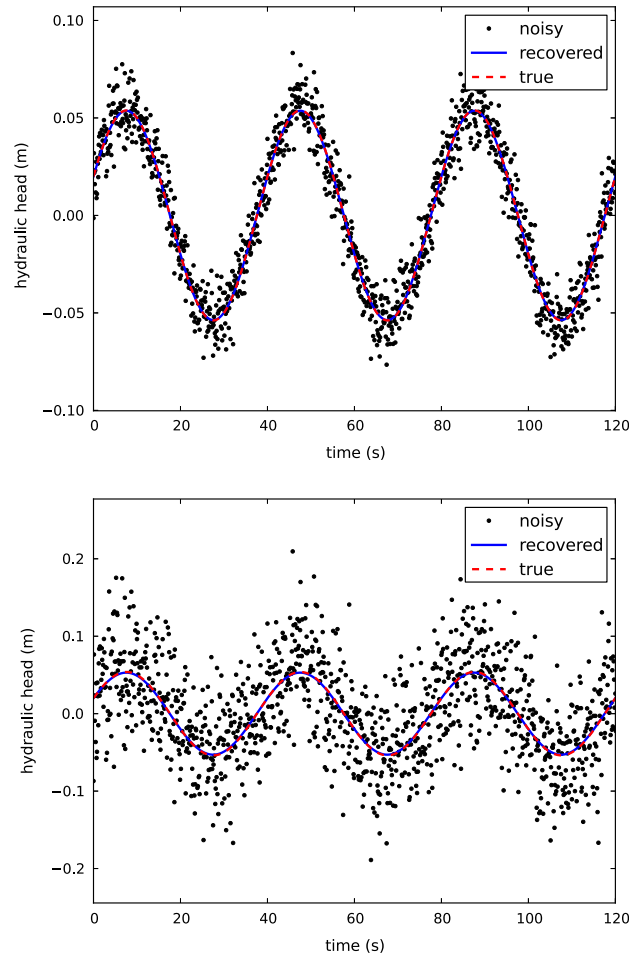 0.10
noisy
recovered
true
0.05
hydraulic head (m)
0.00
−0.05
−0.10
0 20 40 60 80 100 120
time (s)
noisy
recovered
true
0.2
0.1
hydraulic head (m)
0.0
−0.1
−0.2
0 20 40 60 80 100 120
time (s)